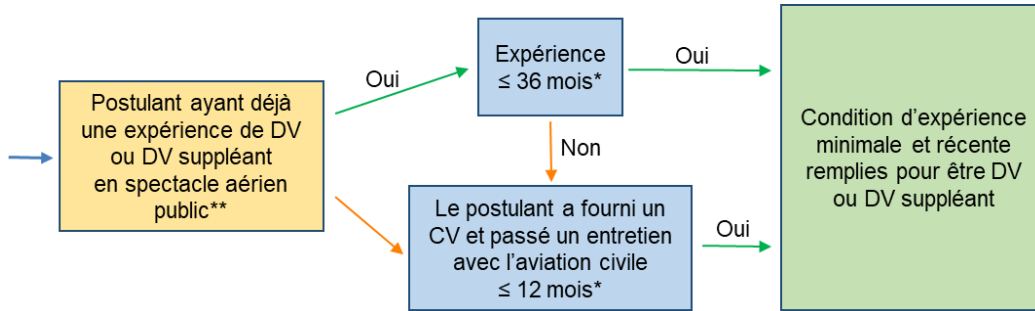 Postulant ayant déjà
une expérience de DV
ou DV suppléant
en spectacle aérien
public**
Oui
Expérience
≤ 36 mois*
Oui
Non
Le postulant a fourni un
CV et passé un entretien
avec l’aviation civile
≤ 12 mois*
Oui
Condition d’expérience
minimale et récente
remplies pour être DV
ou DV suppléant